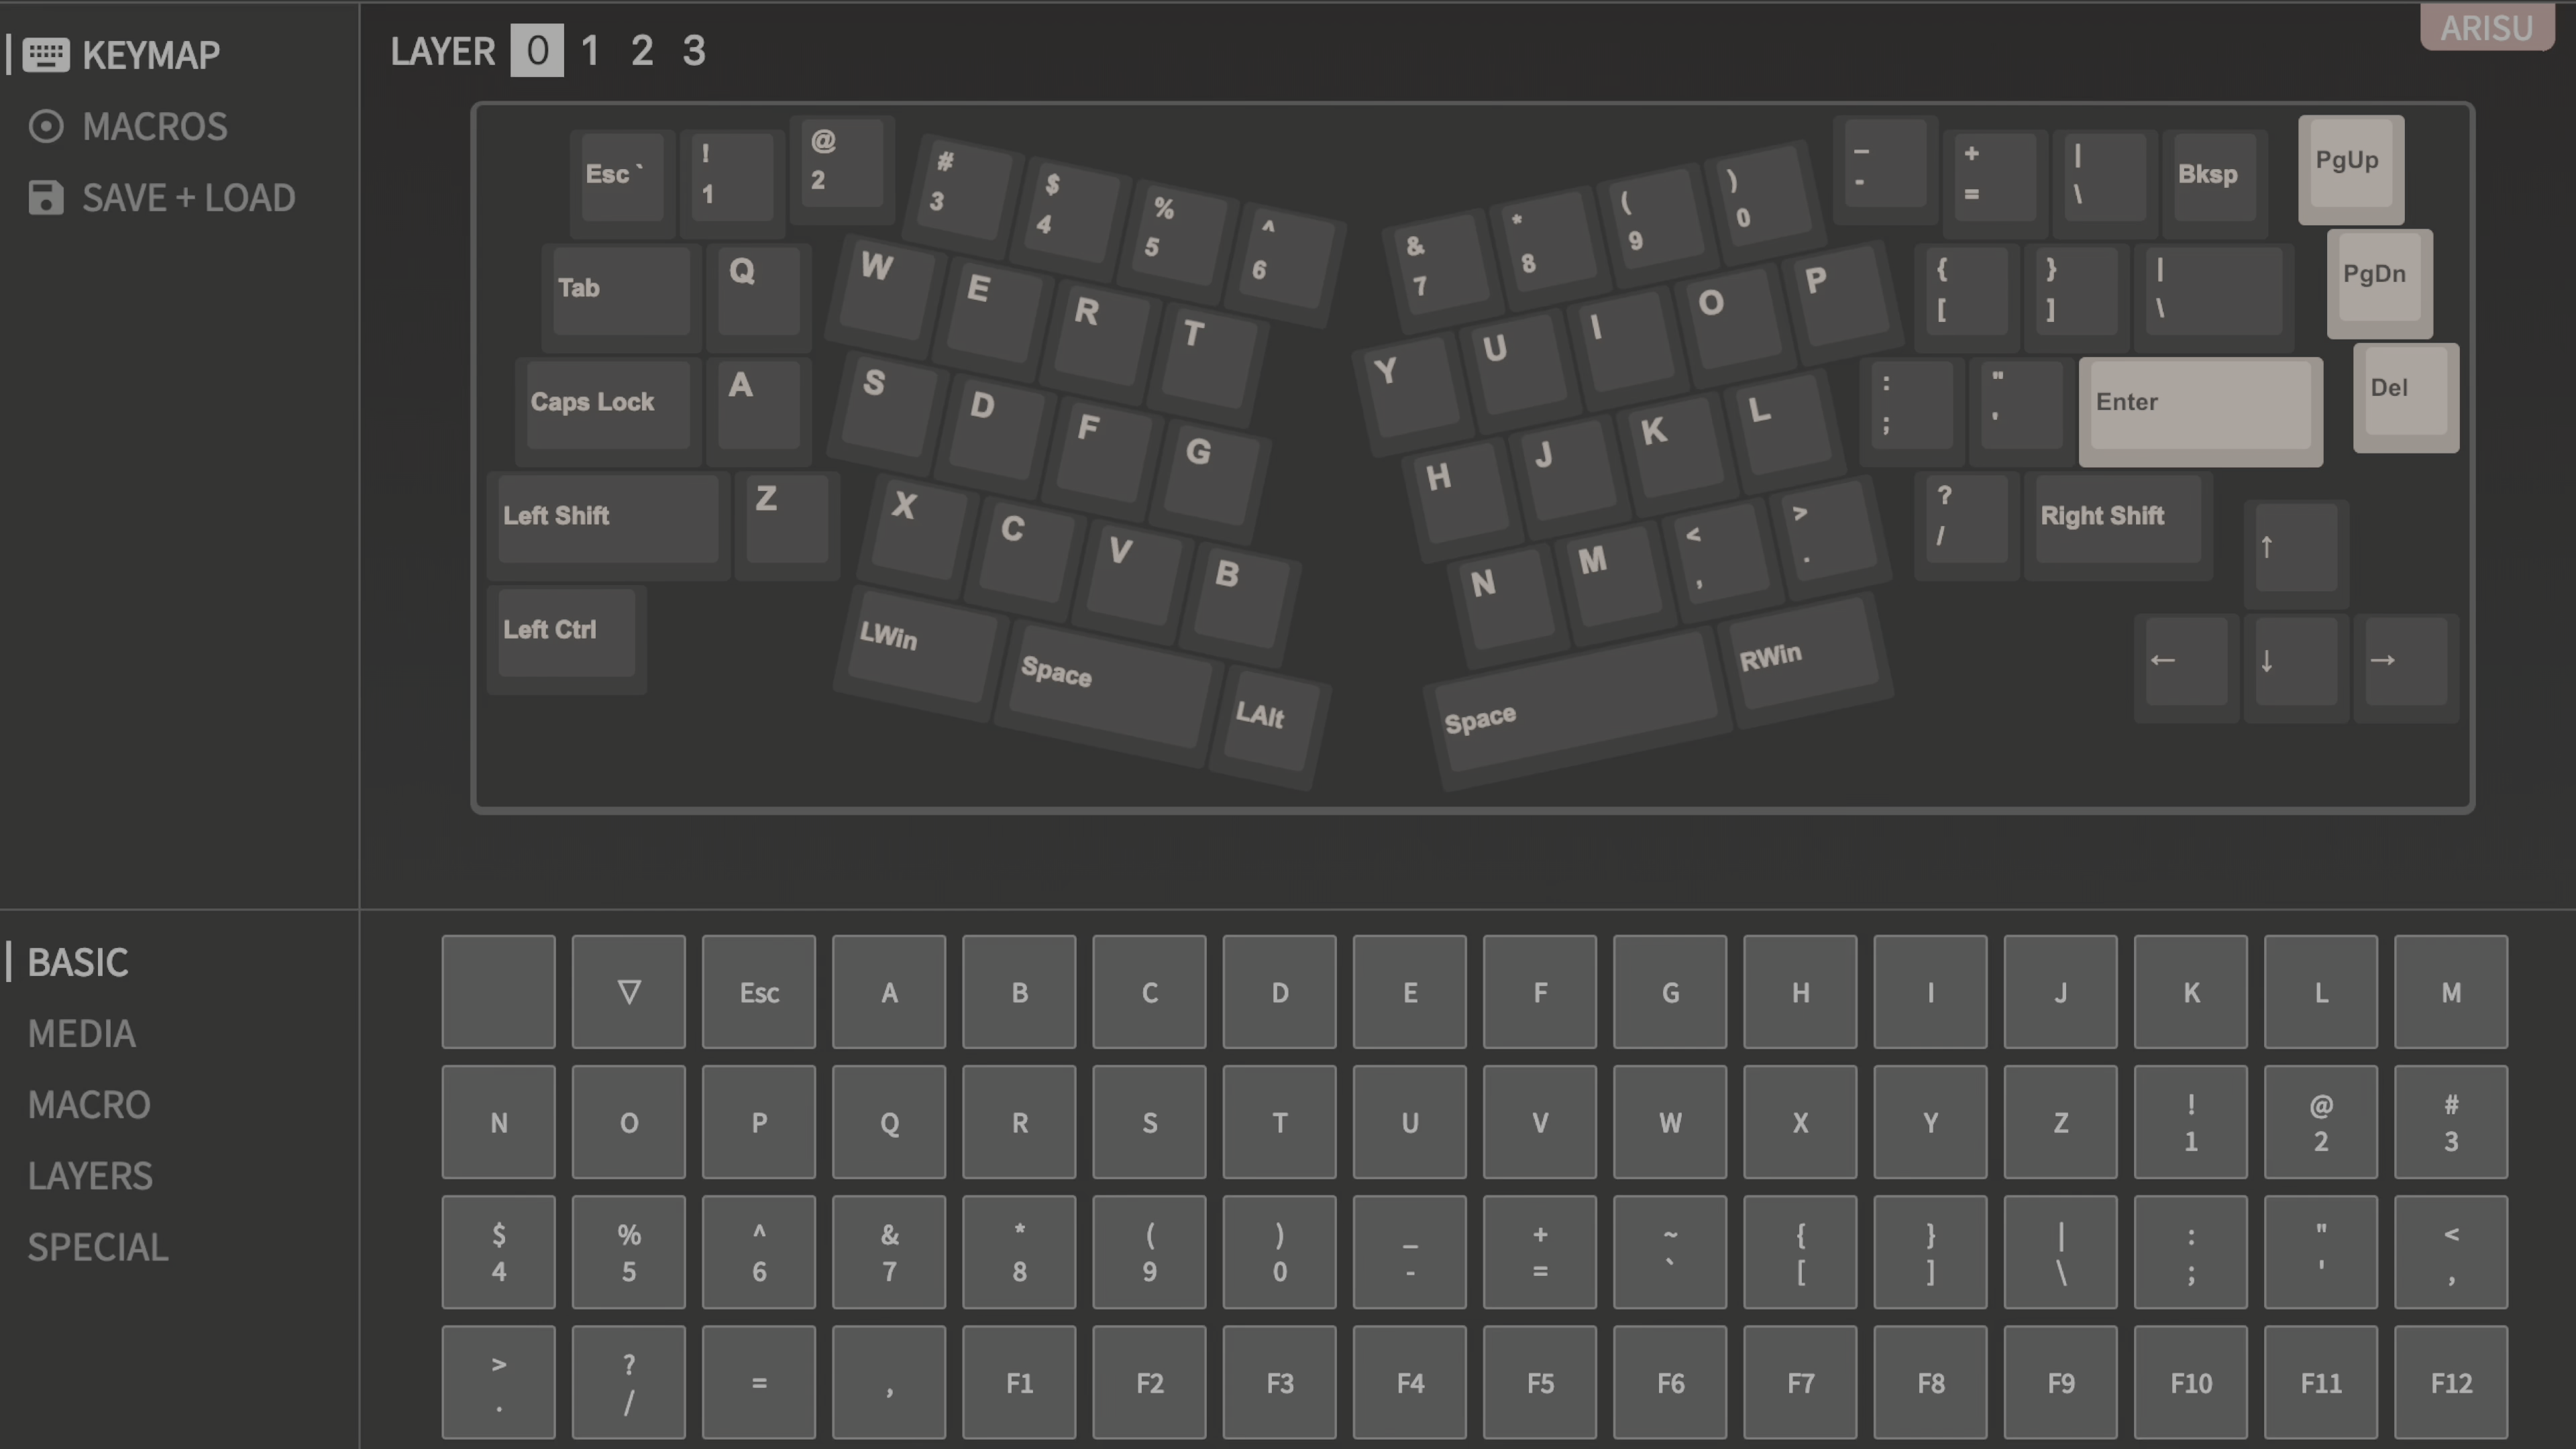 KEYMAP
MACROS
SAVE + LOAD
LAYER 0 1 2 3
ARISU
Esc `
!
1
@
2
#
3
$
4
%
5
^
6
&
7
*
8
(
9
)
0
_
-
+
=
|
\
Bksp
PgUp
Tab
Q
W
E
R
T
Y
U
I
O
P
{
[
}
]
|
\
PgDn
Caps Lock
A
S
D
F
G
H
J
K
L
:
;
"
'
Enter
Del
Left Shift
Z
X
C
V
B
N
M
<
,
>
.
?
/
Right Shift
↑
Left Ctrl
LWin
Space
LAlt
Space
RWin
←
↓
→
BASIC
MEDIA
MACRO
LAYERS
SPECIAL
▽ Esc A B C D E F G H I J K L M
N O P Q R S T U V W X Y Z ! @ #
1 2 3
$ % ^ & * ( ) _ + ~ { } | : " <
4 5 6 7 8 9 0 - = ` [ ] \ ; ' ,
> ?
. / = , F1 F2 F3 F4 F5 F6 F7 F8 F9 F10 F11 F12